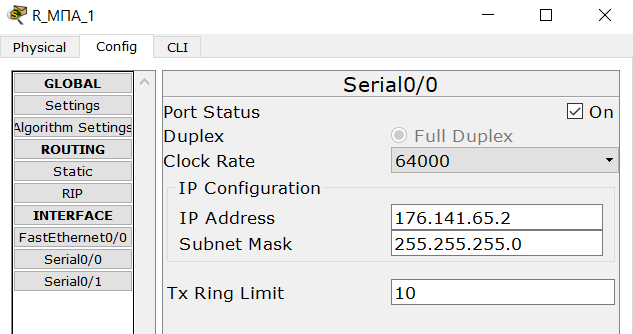 R_МПА_1
Physical Config CLI
GLOBAL
Settings
Algorithm Settings
ROUTING
Static
RIP
INTERFACE
FastEthernet0/0
Serial0/0
Serial0/1
Serial0/0
Port Status On
Duplex Full Duplex
Clock Rate 64000
IP Configuration
IP Address 176.141.65.2
Subnet Mask 255.255.255.0
Tx Ring Limit 10